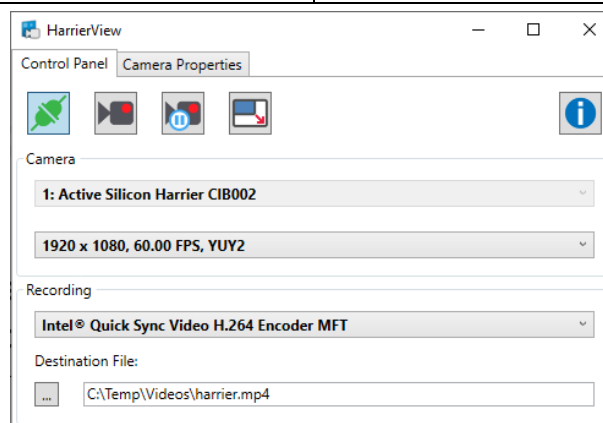 HarrierView
Control Panel Camera Properties
Camera
1: Active Silicon Harrier CIB002
1920 x 1080, 60.00 FPS, YUY2
Recording
Intel® Quick Sync Video H.264 Encoder MFT
Destination File:
... C:\Temp\Videos\harrier.mp4